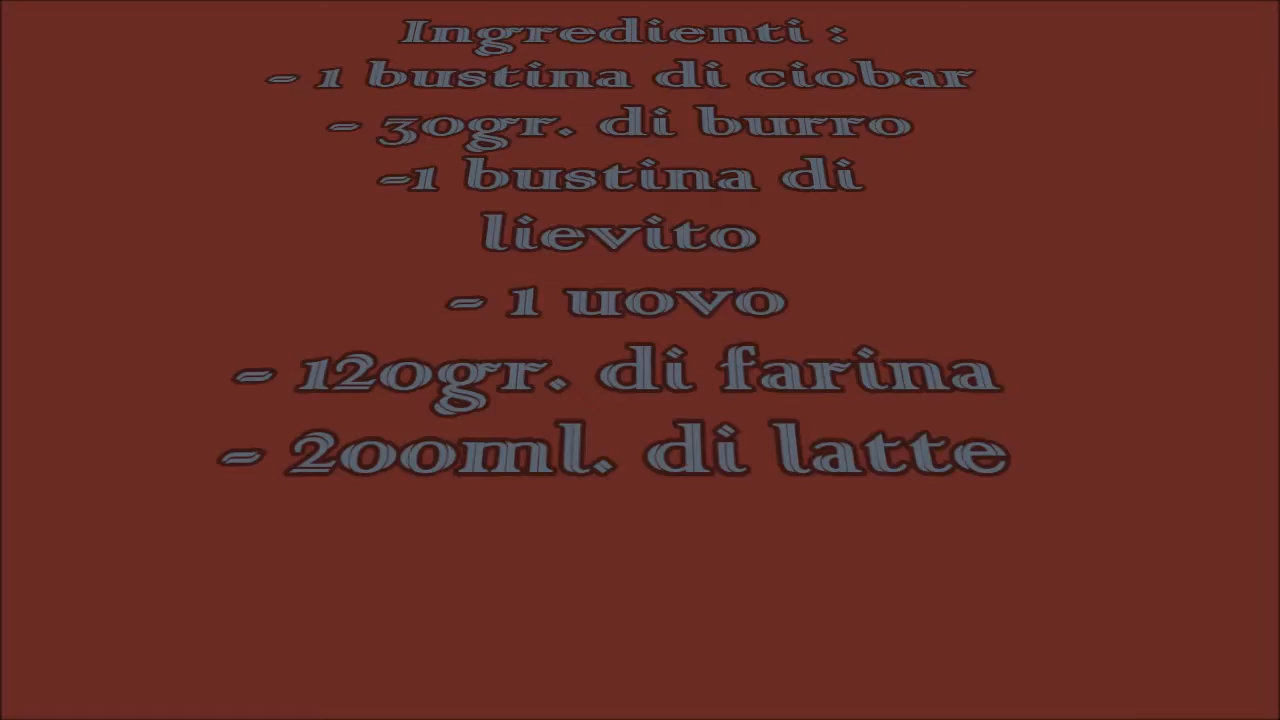 Ingredienti :
- 1 bustina di ciobar
- 30gr. di burro
-1 bustina di
lievito
- 1 uovo
- 120gr. di farina
- 200ml. di latte